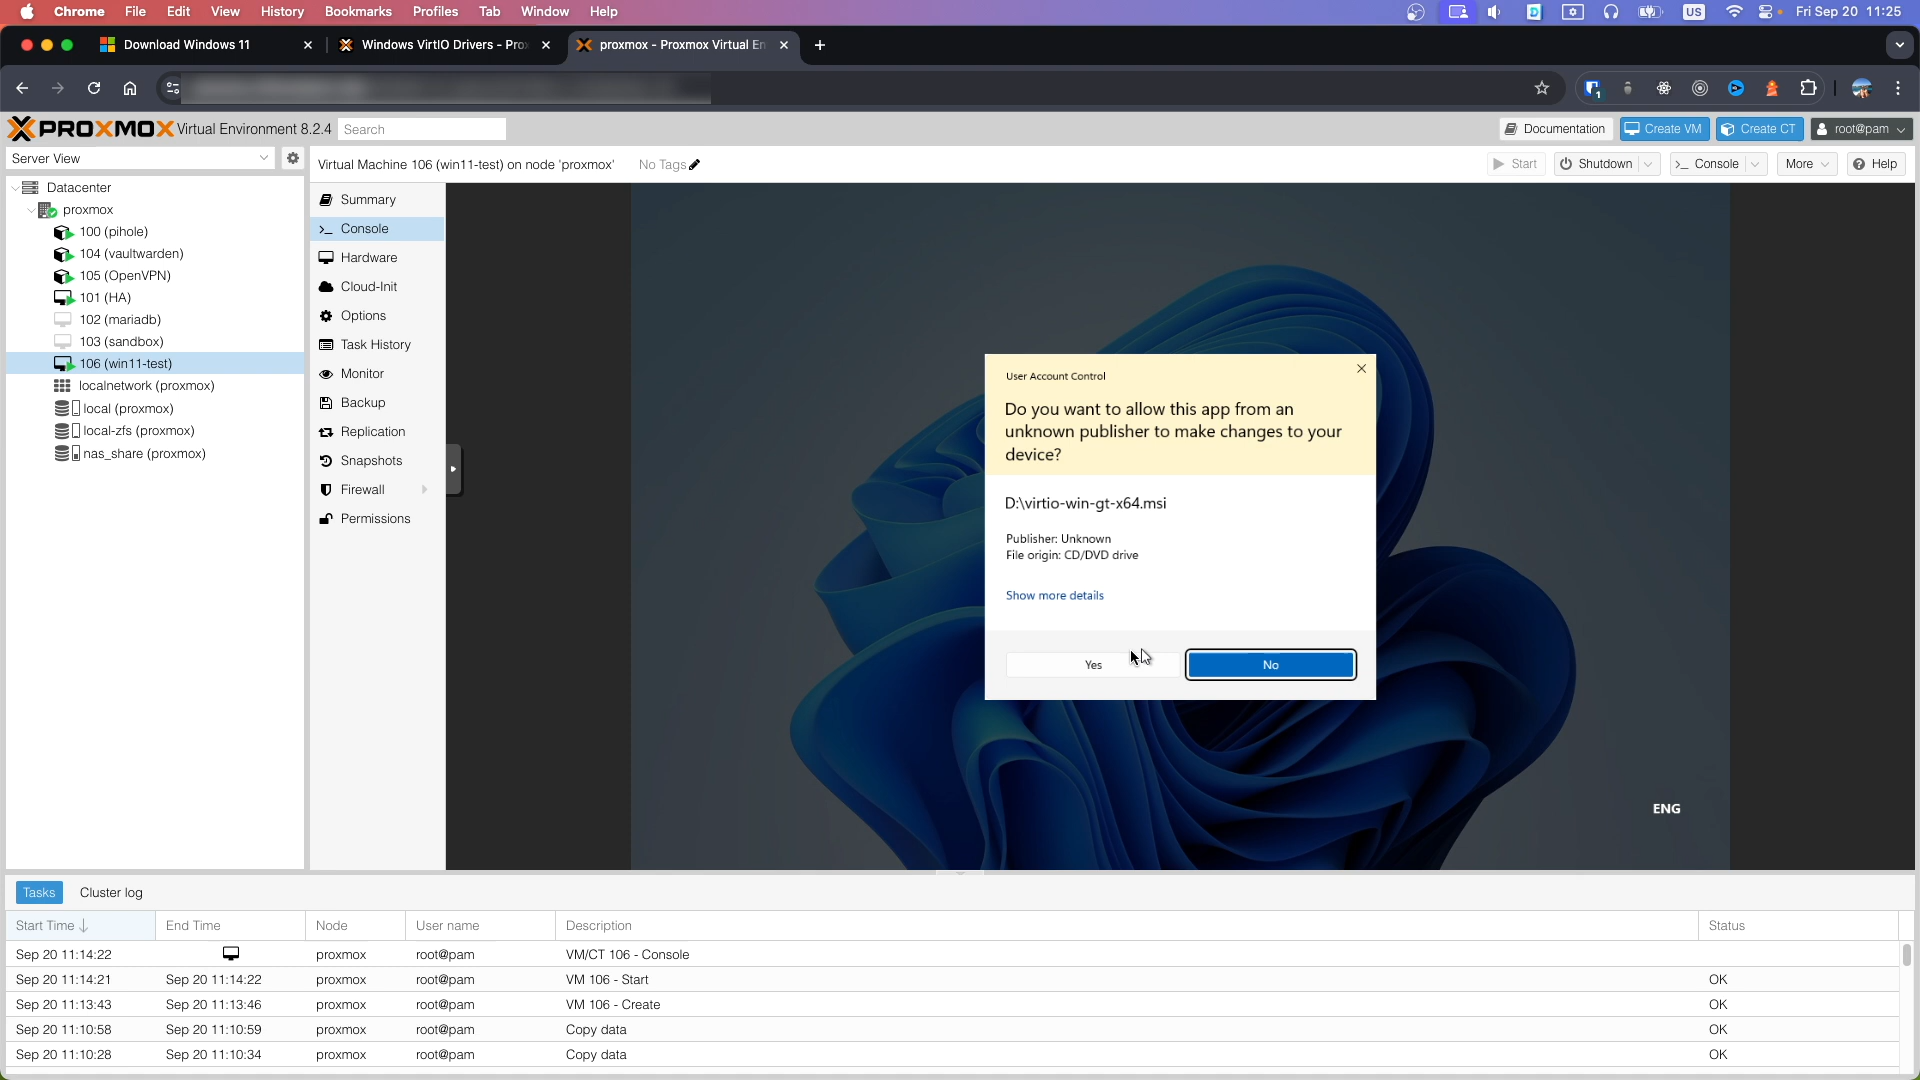 Chrome File Edit View History Bookmarks Profiles Tab Window Help
US Fri Sep 20 11:25
Download Windows 11
Windows VirtIO Drivers - Pro
proxmox - Proxmox Virtual En
1
PROXMOX Virtual Environment 8.2.4 Search
Documentation Create VM Create CT root@pam
Server View
Virtual Machine 106 (win11-test) on node 'proxmox' No Tags
Start Shutdown Console More Help
Datacenter
proxmox
100 (pihole)
104 (vaultwarden)
105 (OpenVPN)
101 (HA)
102 (mariadb)
103 (sandbox)
106 (win11-test)
localnetwork (proxmox)
local (proxmox)
local-zfs (proxmox)
nas_share (proxmox)
Summary
Console
Hardware
Cloud-Init
Options
Task History
Monitor
Backup
Replication
Snapshots
Firewall
Permissions
User Account Control
Do you want to allow this app from an
unknown publisher to make changes to your
device?
D:\virtio-win-gt-x64.msi
Publisher: Unknown
File origin: CD/DVD drive
Show more details
Yes No
ENG
Tasks Cluster log
Start Time End Time Node User name Description Status
Sep 20 11:14:22 proxmox root@pam VM/CT 106 - Console
Sep 20 11:14:21 Sep 20 11:14:22 proxmox root@pam VM 106 - Start OK
Sep 20 11:13:43 Sep 20 11:13:46 proxmox root@pam VM 106 - Create OK
Sep 20 11:10:58 Sep 20 11:10:59 proxmox root@pam Copy data OK
Sep 20 11:10:28 Sep 20 11:10:34 proxmox root@pam Copy data OK